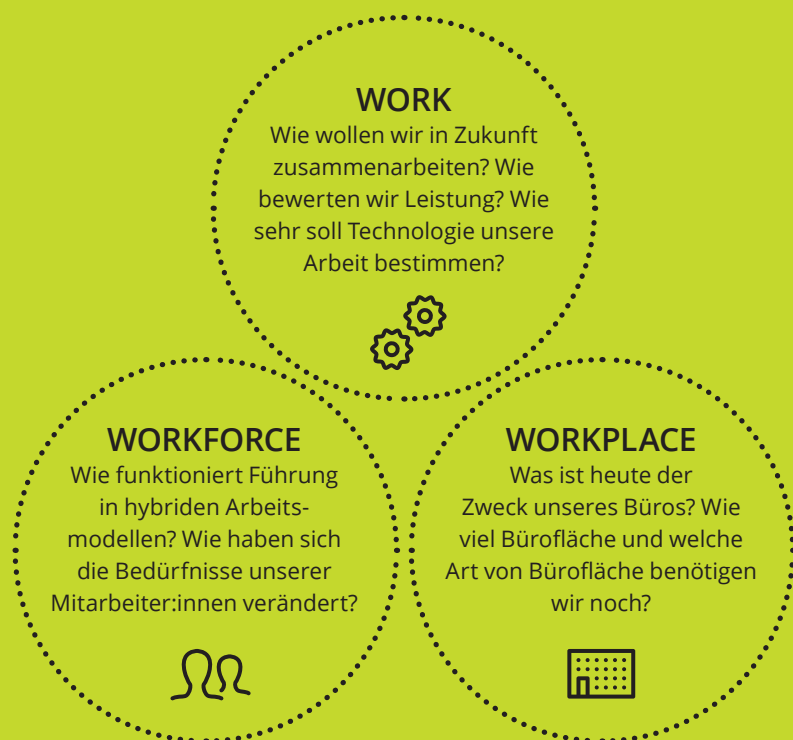 WORK
Wie wollen wir in Zukunft
zusammenarbeiten? Wie
bewerten wir Leistung? Wie
sehr soll Technologie unsere
Arbeit bestimmen?
WORKFORCE
Wie funktioniert Führung
in hybriden Arbeits-
modellen? Wie haben sich
die Bedürfnisse unserer
Mitarbeiter:innen verändert?
WORKPLACE
Was ist heute der
Zweck unseres Büros? Wie
viel Bürofläche und welche
Art von Bürofläche benötigen
wir noch?